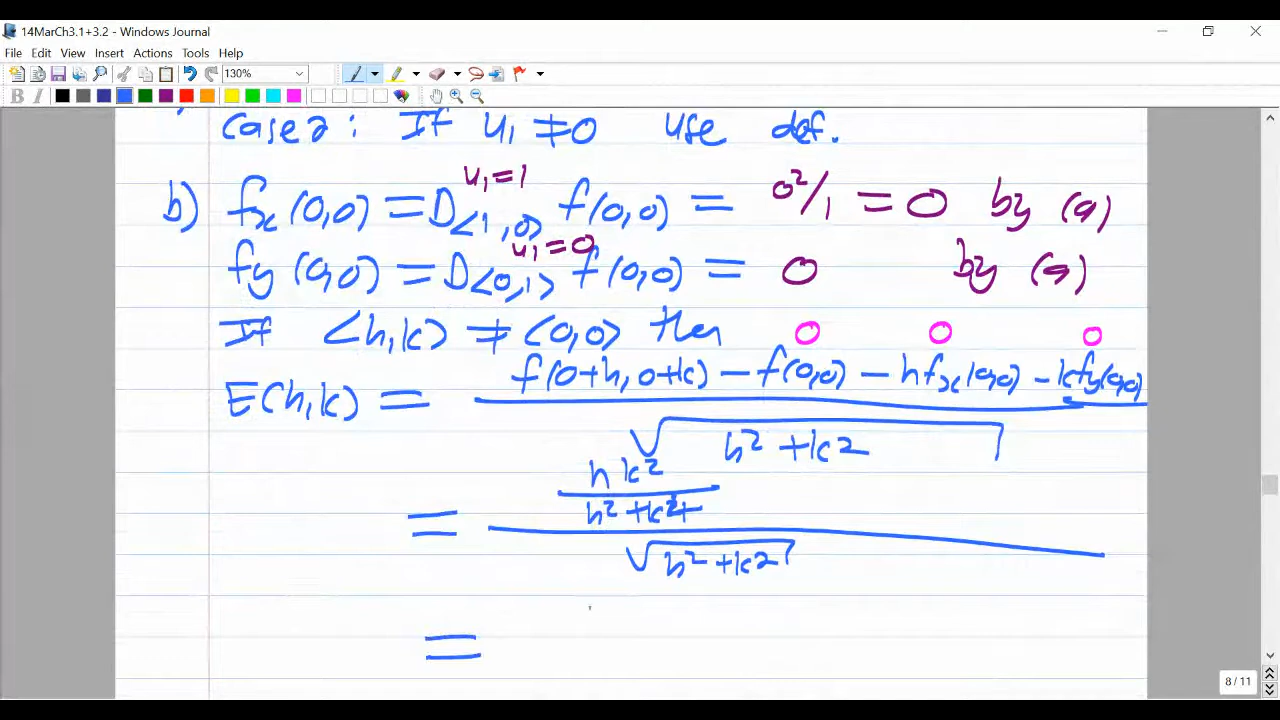 14MarCh3.1+3.2 - Windows Journal
File Edit View Insert Actions Tools Help
130%
B I
Case 2: If u₁ ≠ 0 use def.
u₁ = 1
b) fx (0,0) = D<1,0> f(0,0) = 0²/1 = 0 by (a)
u₁ = 0
fy (0,0) = D<0,1> f(0,0) = 0 by (a)
If <h,k> ≠ <0,0> then 0 0 0
f(0+h, 0+k) - f(0,0) - hfx(0,0) - kfy(0,0)
E(h,k) =
√h² + k²
hk²
=
h² + k²+
√h² + k²
=
8 / 11